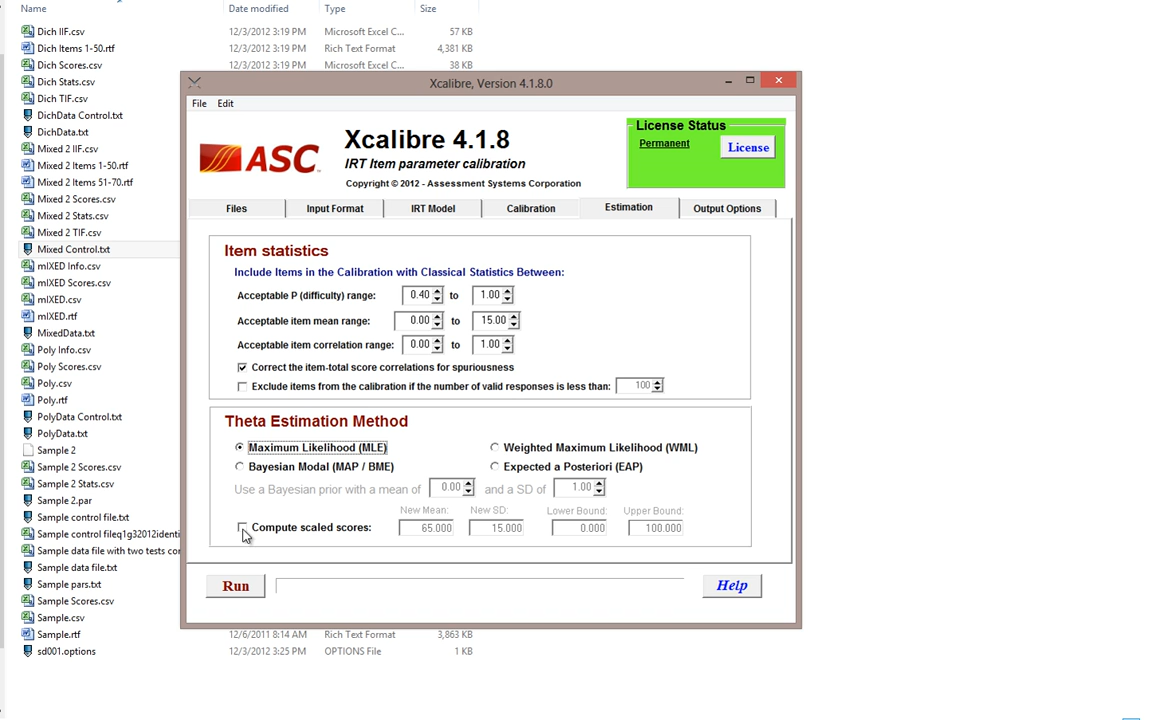 Name Date modified Type Size
Dich IIF.csv 12/3/2012 3:19 PM Microsoft Excel C... 57 KB
Dich Items 1-50.rtf 12/3/2012 3:19 PM Rich Text Format 4,381 KB
Dich Scores.csv 12/3/2012 3:19 PM Microsoft Excel C... 38 KB
Dich Stats.csv
Dich TIF.csv
DichData Control.txt
DichData.txt
Mixed 2 IIF.csv
Mixed 2 Items 1-50.rtf
Mixed 2 Items 51-70.rtf
Mixed 2 Scores.csv
Mixed 2 Stats.csv
Mixed 2 TIF.csv
Mixed Control.txt
mIXED Info.csv
mIXED Scores.csv
mIXED.csv
mIXED.rtf
MixedData.txt
Poly Info.csv
Poly Scores.csv
Poly.csv
Poly.rtf
PolyData Control.txt
PolyData.txt
Sample 2
Sample 2 Scores.csv
Sample 2 Stats.csv
Sample 2.par
Sample control file.txt
Sample control fileq1g32012identi
Sample data file with two tests co
Sample data file.txt
Sample pars.txt
Sample Scores.csv
Sample.csv
Sample.rtf 12/6/2011 8:14 AM Rich Text Format 3,863 KB
sd001.options 12/3/2012 3:25 PM OPTIONS File 1 KB
Xcalibre, Version 4.1.8.0
File Edit
ASC
Xcalibre 4.1.8
IRT Item parameter calibration
Copyright © 2012 - Assessment Systems Corporation
License Status
Permanent License
Files Input Format IRT Model Calibration Estimation Output Options
Item statistics
Include Items in the Calibration with Classical Statistics Between:
Acceptable P (difficulty) range: 0.40 to 1.00
Acceptable item mean range: 0.00 to 15.00
Acceptable item correlation range: 0.00 to 1.00
Correct the item-total score correlations for spuriousness
Exclude items from the calibration if the number of valid responses is less than: 100
Theta Estimation Method
Maximum Likelihood (MLE) Weighted Maximum Likelihood (WML)
Bayesian Modal (MAP / BME) Expected a Posteriori (EAP)
Use a Bayesian prior with a mean of 0.00 and a SD of 1.00
New Mean: New SD: Lower Bound: Upper Bound:
Compute scaled scores: 65.000 15.000 0.000 100.000
Run Help